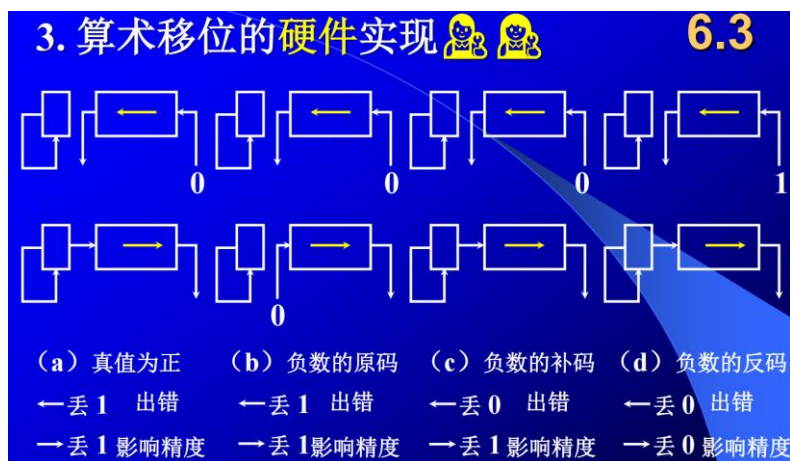 3. 算术移位的硬件实现 6.3
0 0 0 1
0
（a）真值为正 （b）负数的原码 （c）负数的补码 （d）负数的反码
←丢 1 出错 ←丢 1 出错 ←丢 0 出错 ←丢 0 出错
→丢 1 影响精度 →丢 1影响精度 →丢 1 影响精度 →丢 0 影响精度